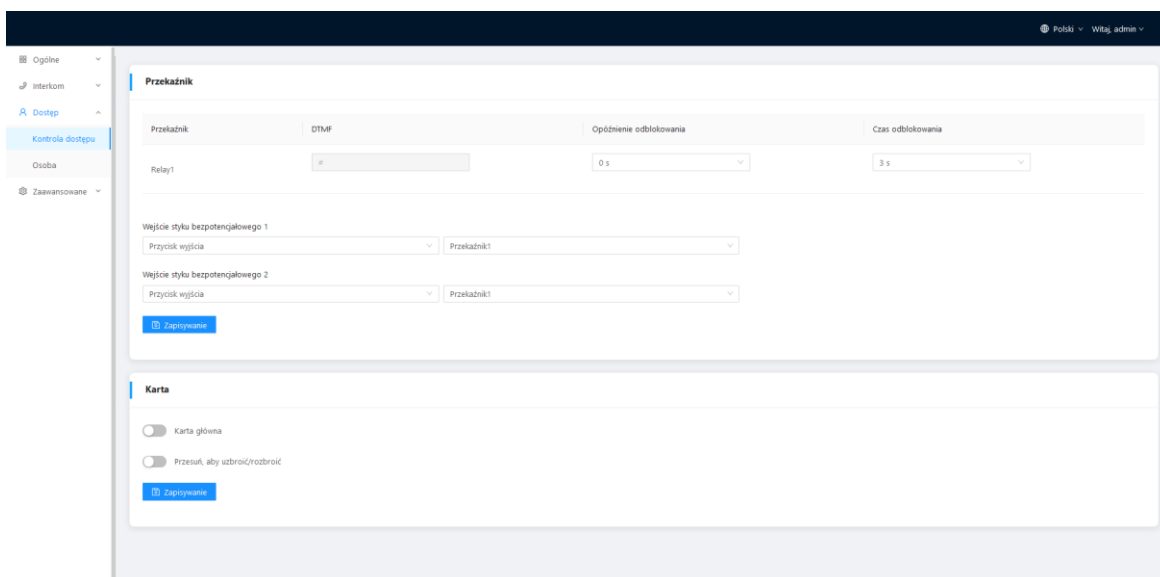 Polski Witaj, admin
Ogólne
Interkom
Dostęp
Kontrola dostępu
Osoba
Zaawansowane
Przekaźnik
Przekaźnik DTMF Opóźnienie odblokowania Czas odblokowania
Relay1 # 0 s 3 s
Wejście styku bezpotencjałowego 1
Przycisk wyjścia Przekaźnik1
Wejście styku bezpotencjałowego 2
Przycisk wyjścia Przekaźnik1
Zapisywanie
Karta
Karta główna
Przesuń, aby uzbroić/rozbroić
Zapisywanie